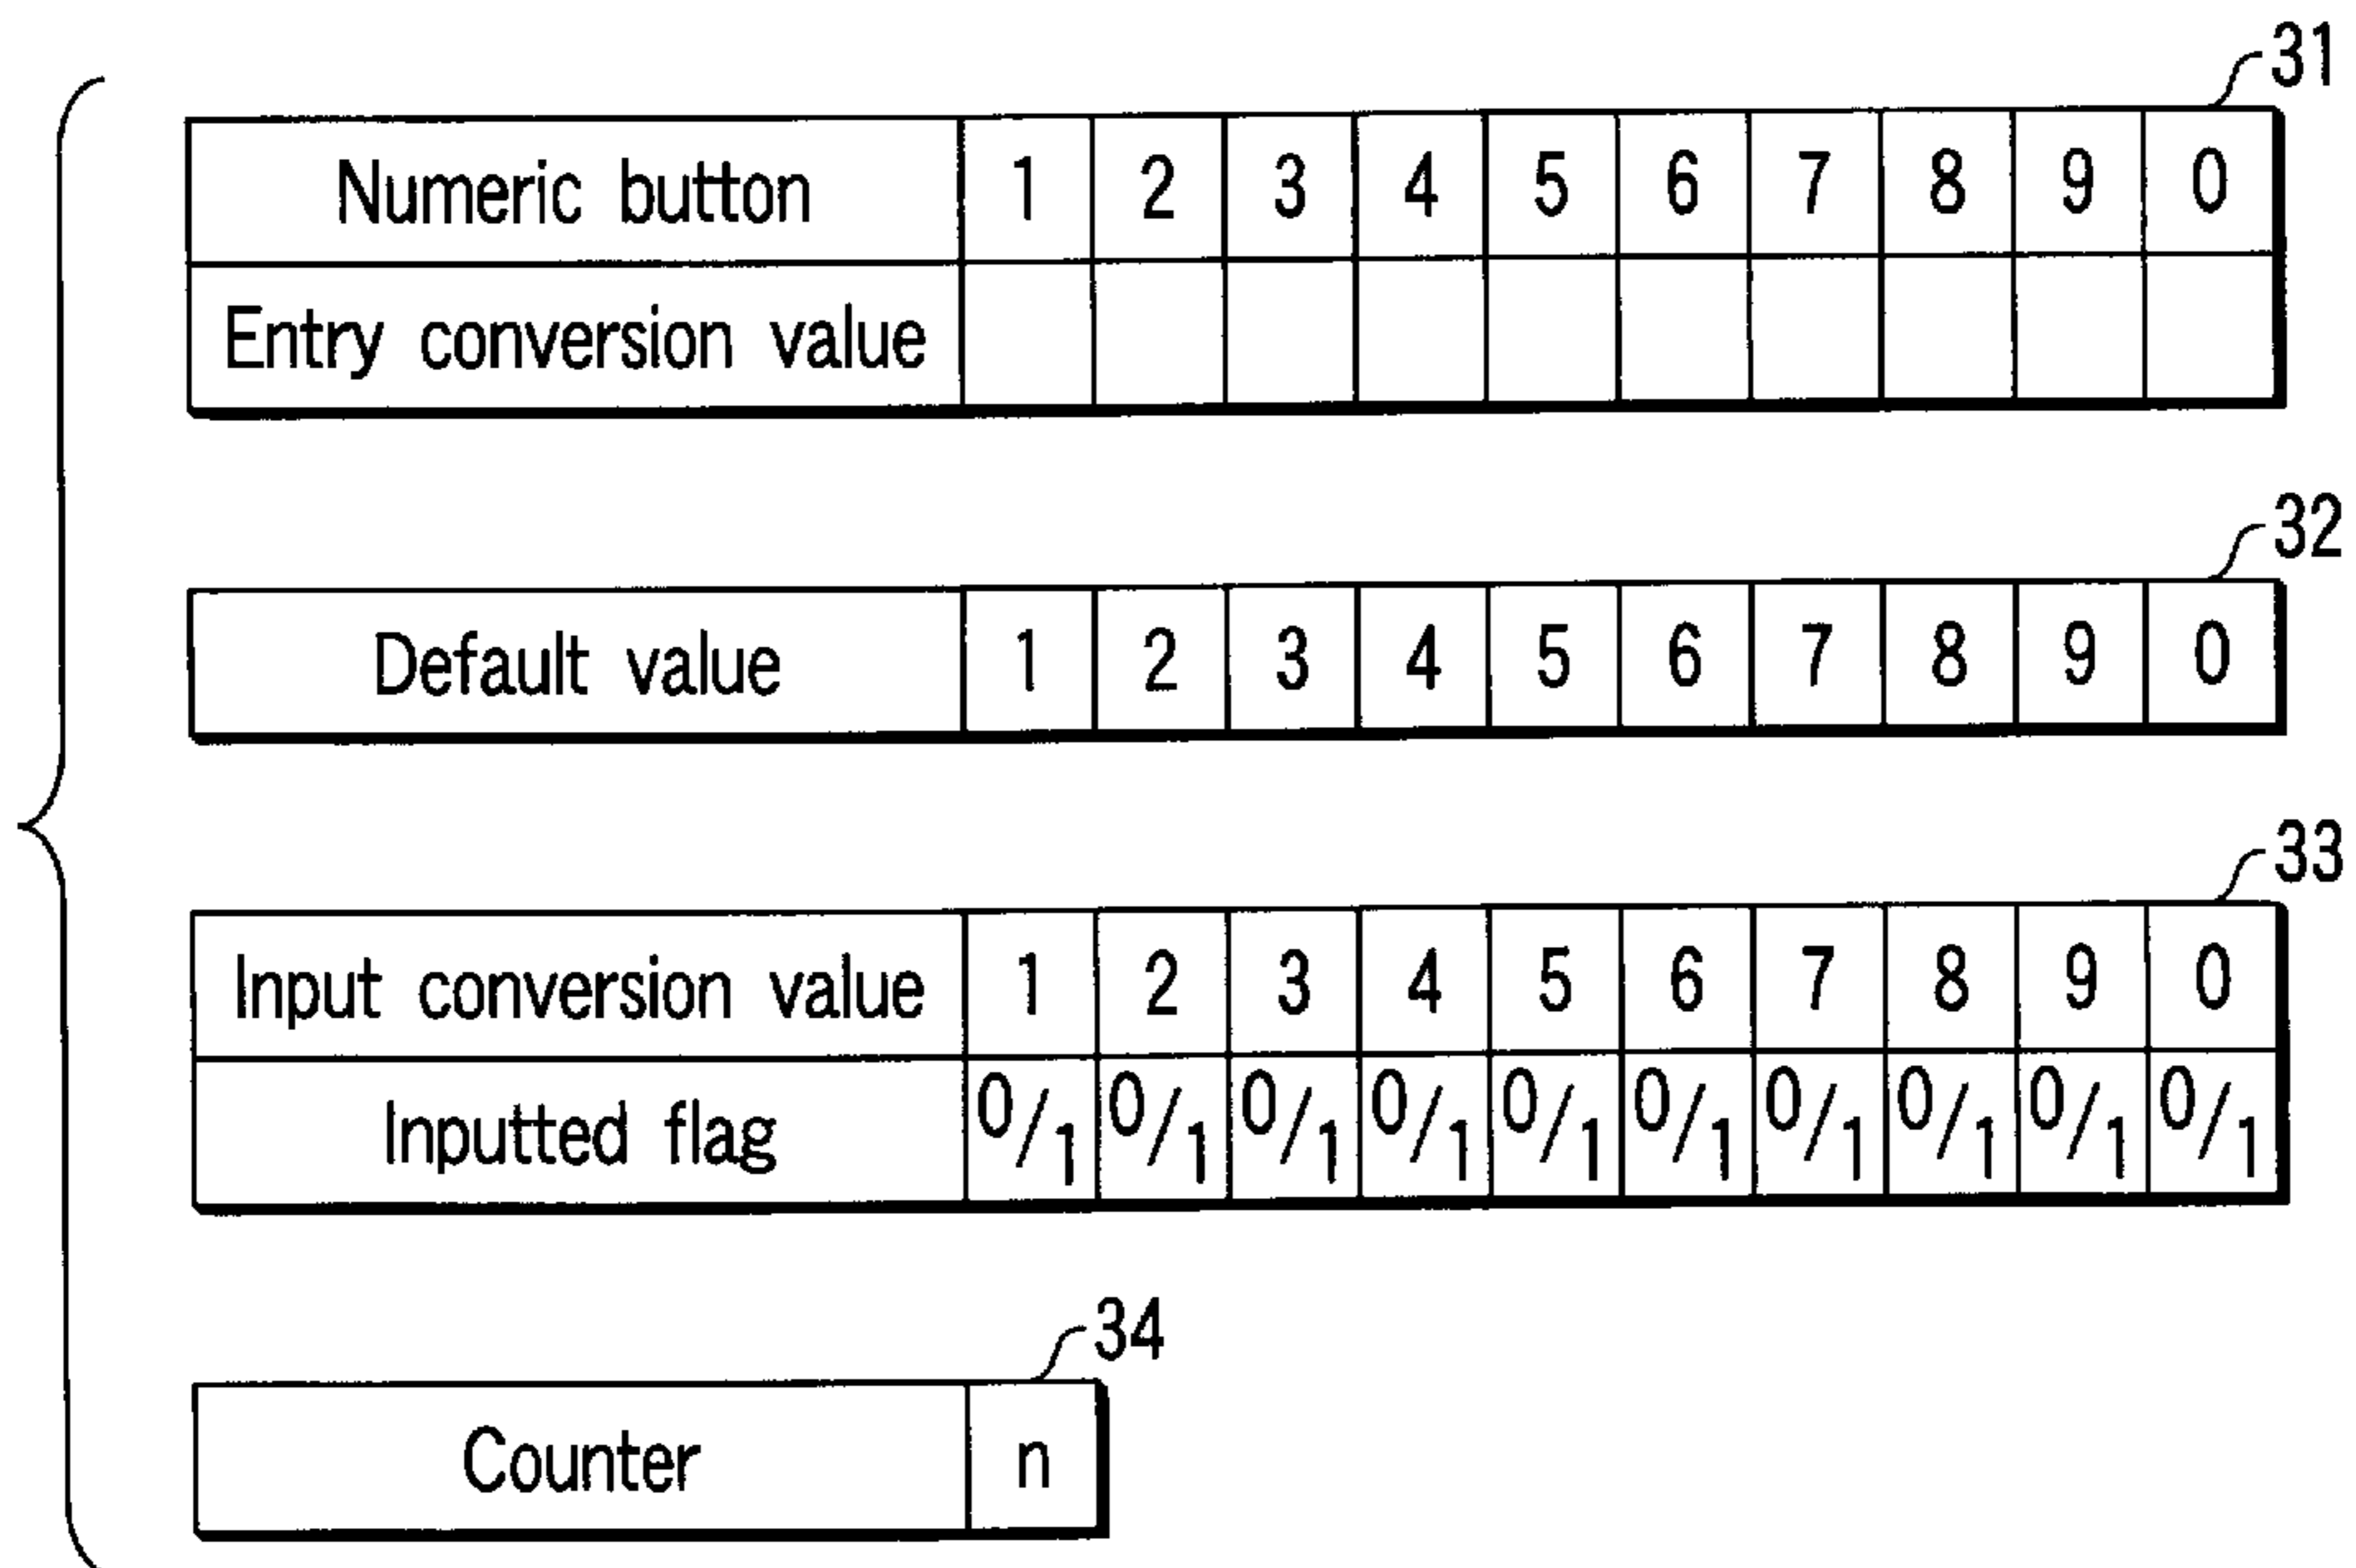 31
Numeric button 1 2 3 4 5 6 7 8 9 0
Entry conversion value
32
Default value 1 2 3 4 5 6 7 8 9 0
33
Input conversion value 1 2 3 4 5 6 7 8 9 0
Inputted flag 0/1 0/1 0/1 0/1 0/1 0/1 0/1 0/1 0/1 0/1
34
Counter n